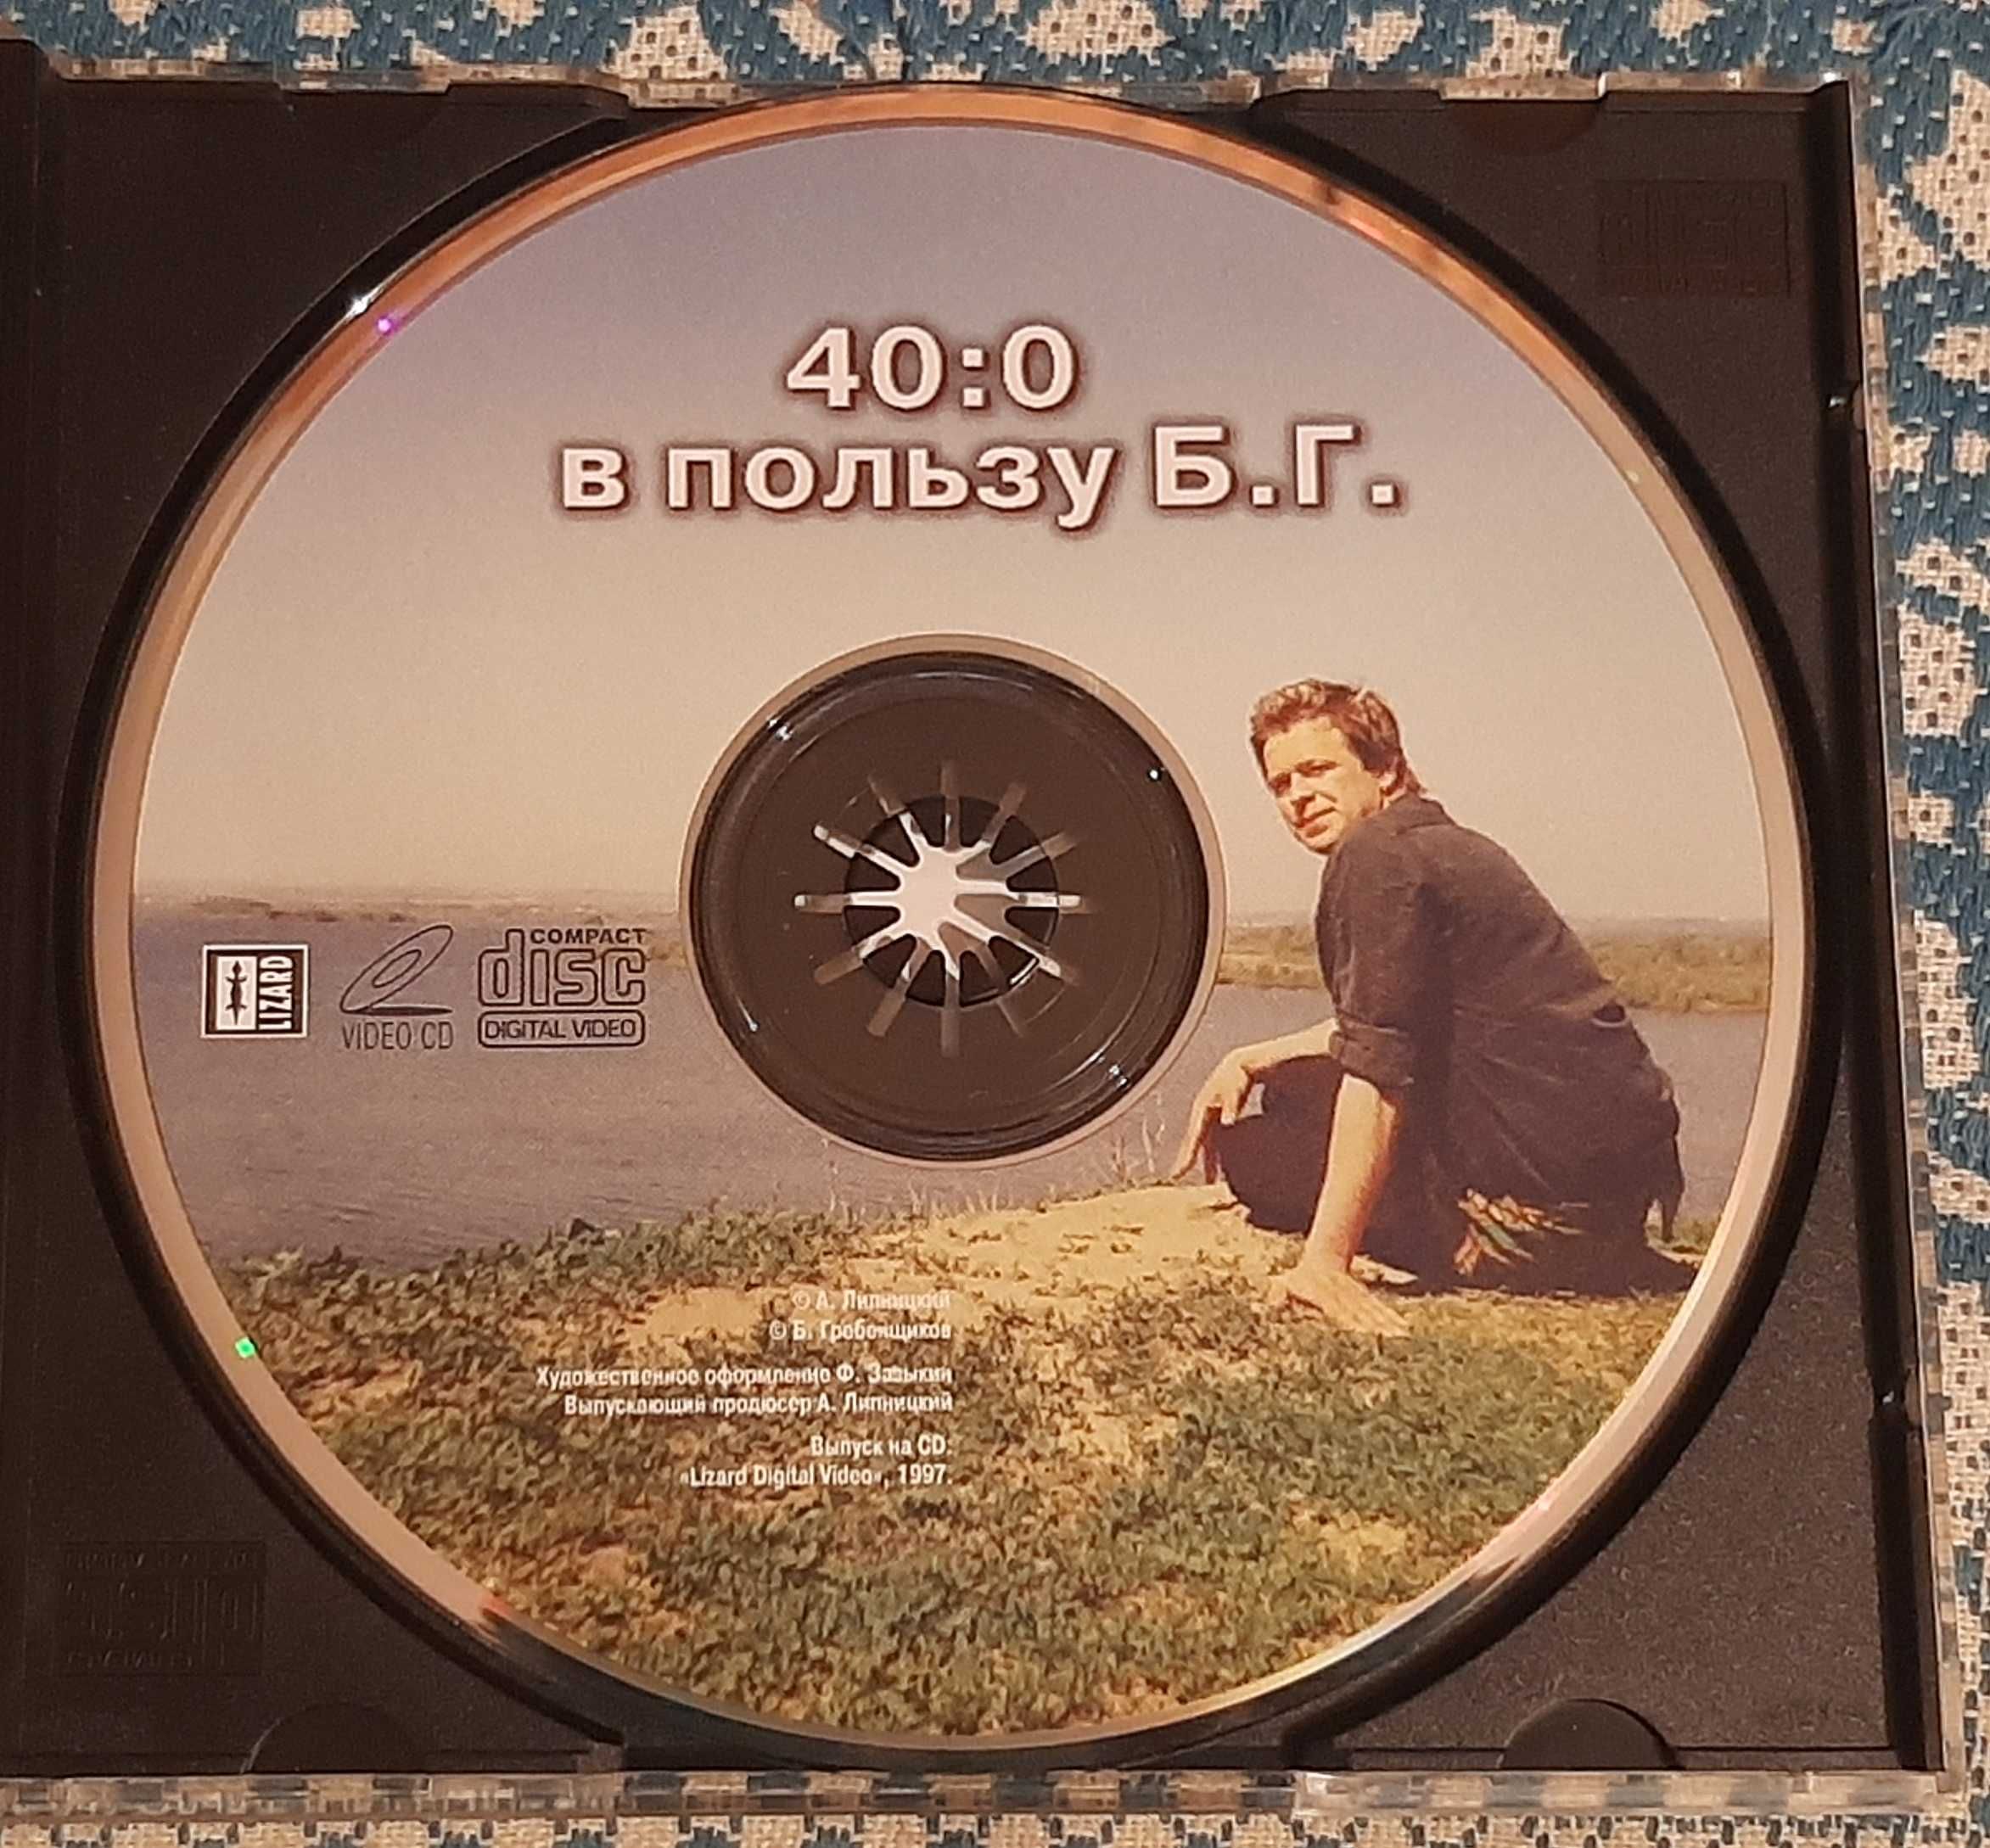 40:0
в пользу Б.Г.
LIZARD
VIDEO CD
COMPACT
disc
DIGITAL VIDEO
© А. Липницкий
© Б. Гребенщиков
Художественное оформление Ф. Завыкин
Выпускающий продюсер А. Липницкий
Выпуск на CD:
«Lizard Digital Video», 1997.